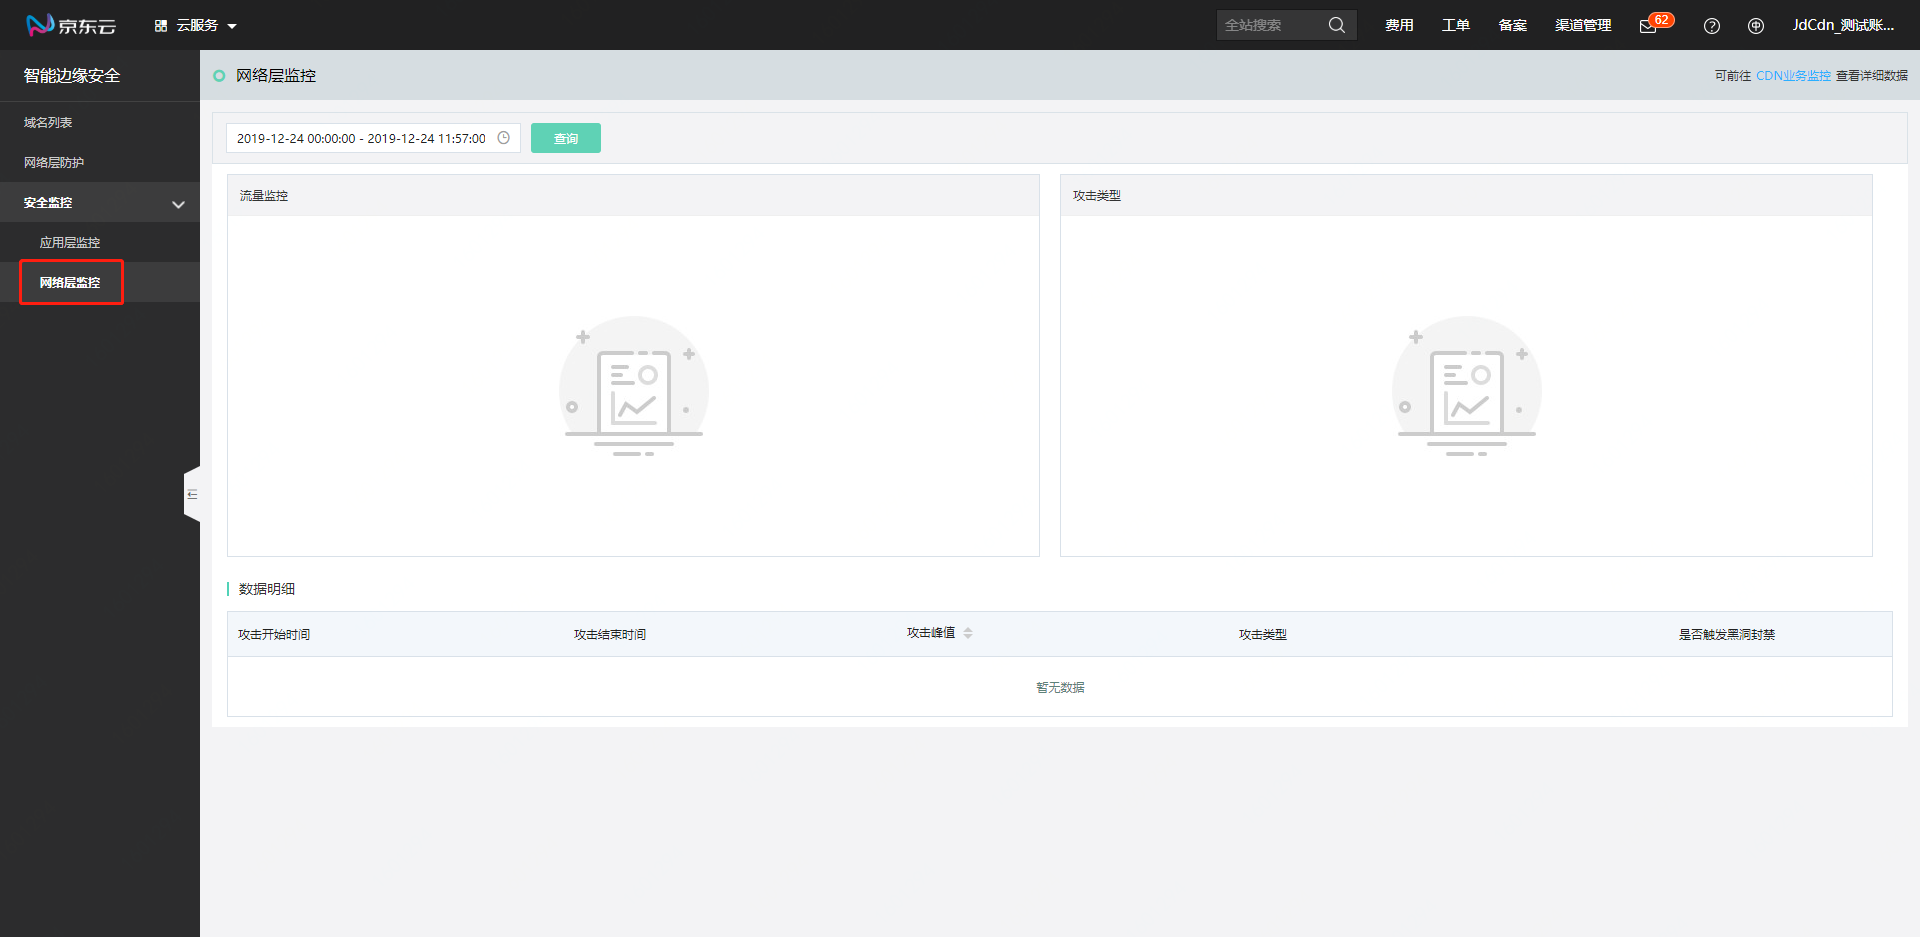 京东云 云服务 全站搜索 费用 工单 备案 渠道管理 62 JdCdn_测试账...
智能边缘安全
域名列表
网络层防护
安全监控
应用层监控
网络层监控
网络层监控 可前往 CDN业务监控 查看详细数据
2019-12-24 00:00:00 - 2019-12-24 11:57:00 查询
流量监控 攻击类型
数据明细
攻击开始时间 攻击结束时间 攻击峰值 攻击类型 是否触发黑洞封禁
暂无数据